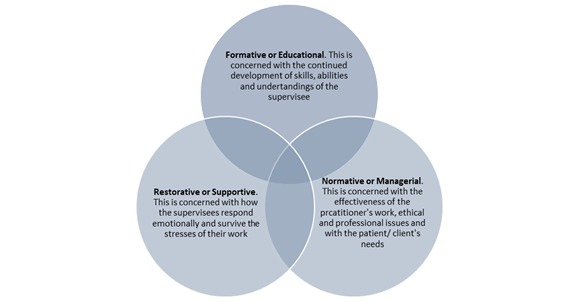 Formative or Educational. This is
concerned with the continued
development of skills, abilities
and undertandings of the
supervisee
Restorative or Supportive.
This is concerned with how
the supervisees respond
emotionally and survive the
stresses of their work
Normative or Managerial.
This is concerned with the
effectiveness of the
prcatitioner's work, ethical
and professional issues and
with the patient/ client's
needs